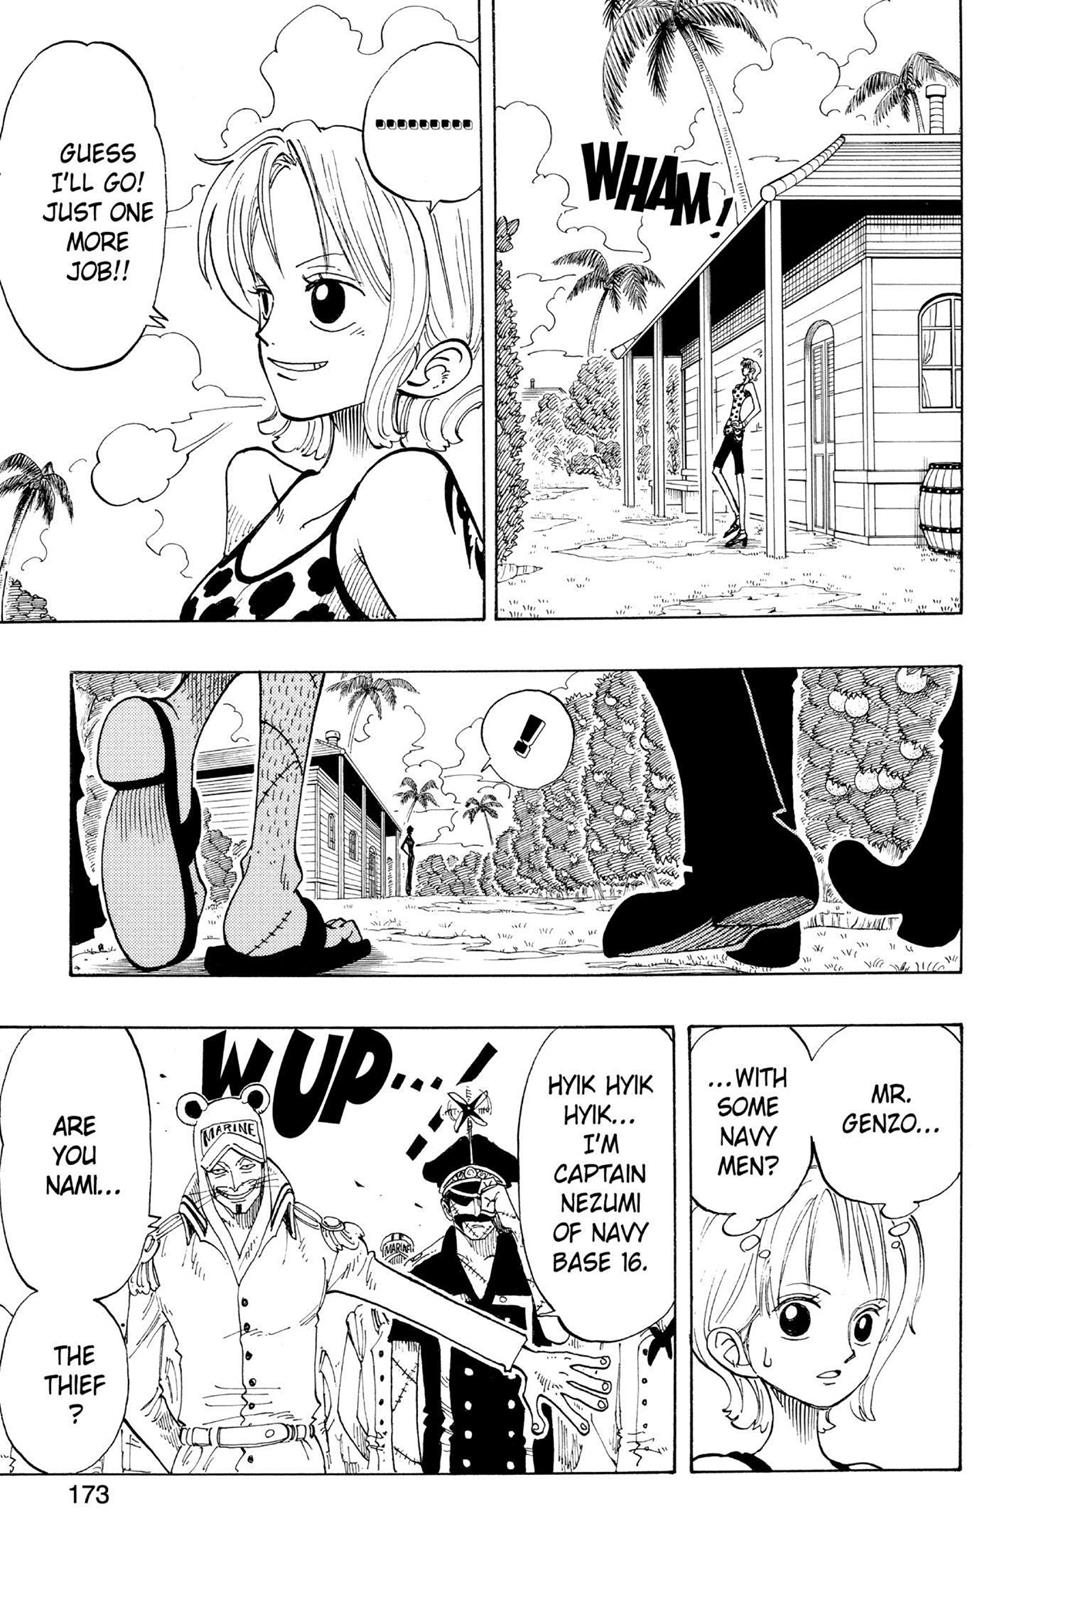 WHAM!
.........
GUESS
I'LL GO!
JUST ONE
MORE
JOB!!
!
MR.
GENZO...
...WITH
SOME
NAVY
MEN?
HYIK HYIK
HYIK...
I'M
CAPTAIN
NEZUMI
OF NAVY
BASE 16.
WUP...!
MARINE
MARINE
ARE
YOU
NAMI...
THE
THIEF
?
173